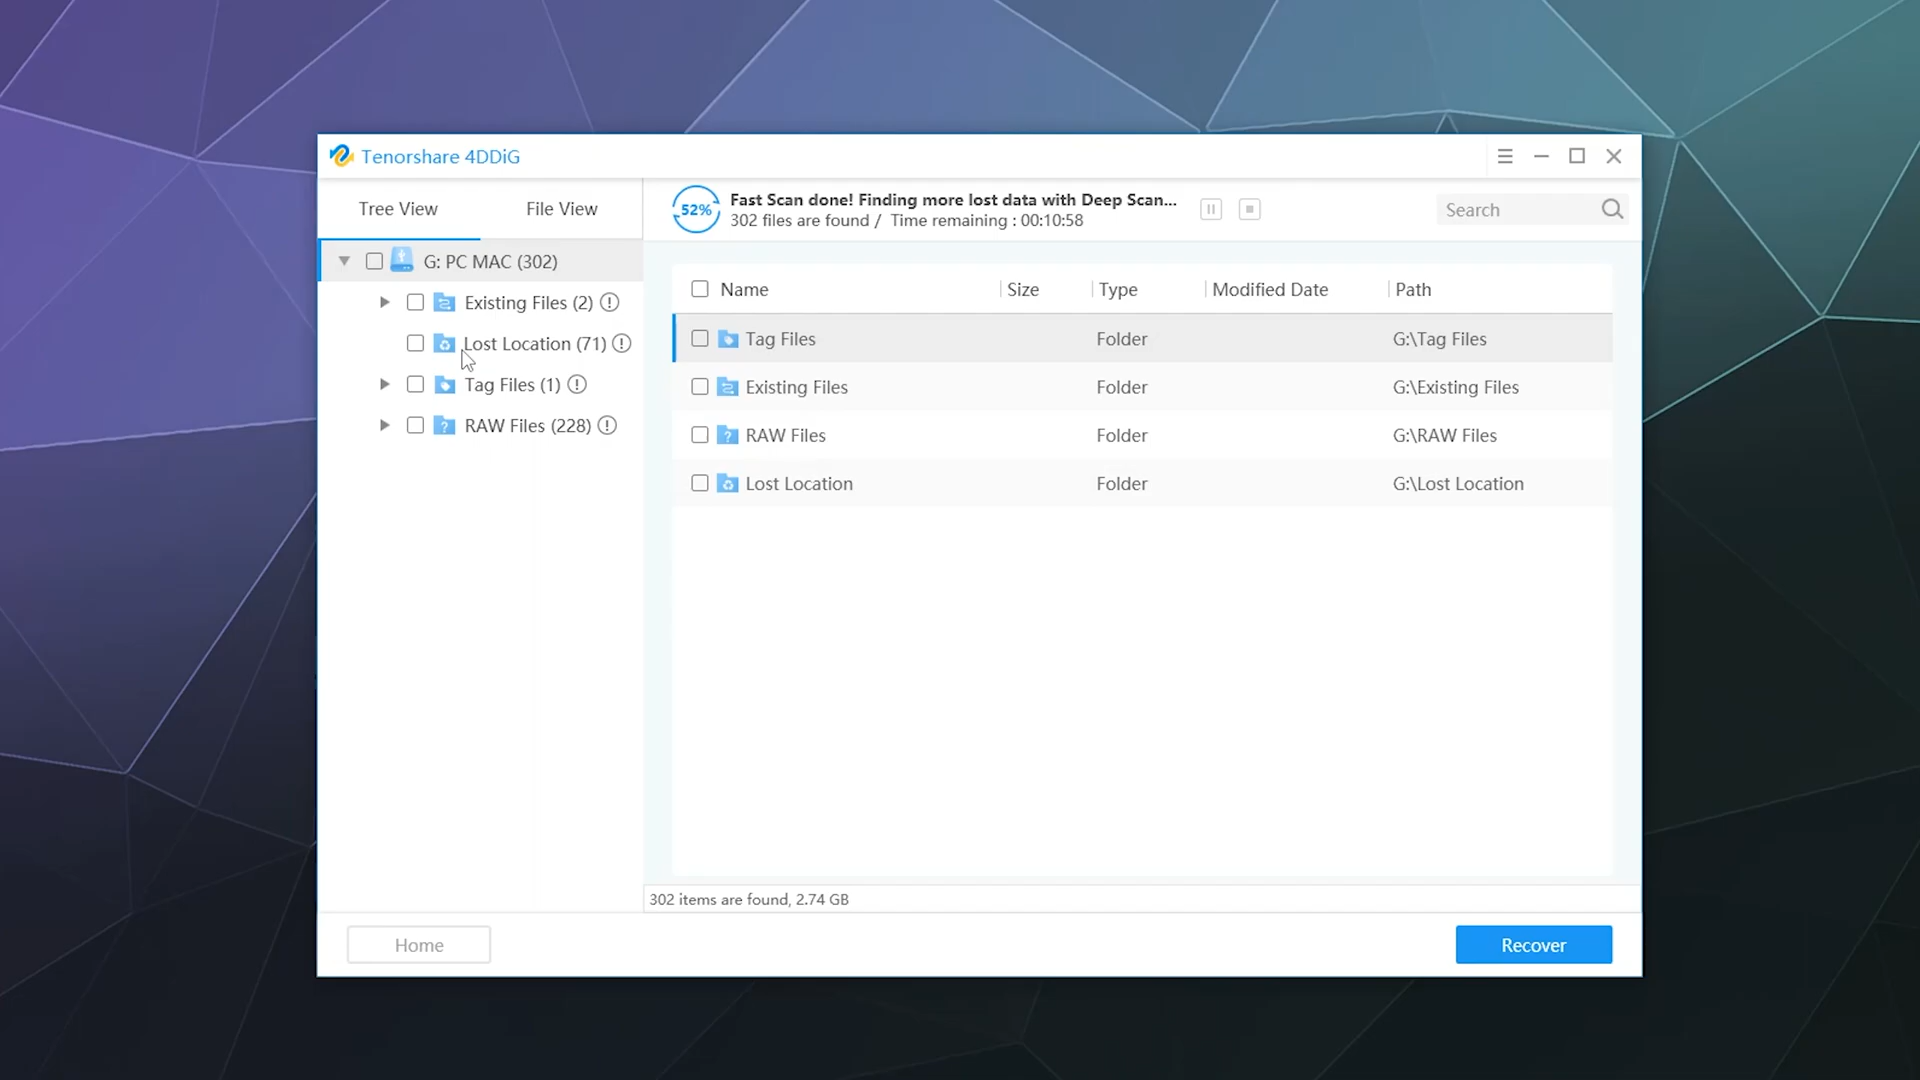 Tenorshare 4DDiG
Tree View
File View
52%
Fast Scan done! Finding more lost data with Deep Scan...
302 files are found / Time remaining : 00:10:58
Search
G: PC MAC (302)
Existing Files (2)
Lost Location (71)
Tag Files (1)
RAW Files (228)
Name Size Type Modified Date Path
Tag Files Folder G:\Tag Files
Existing Files Folder G:\Existing Files
RAW Files Folder G:\RAW Files
Lost Location Folder G:\Lost Location
302 items are found, 2.74 GB
Home
Recover